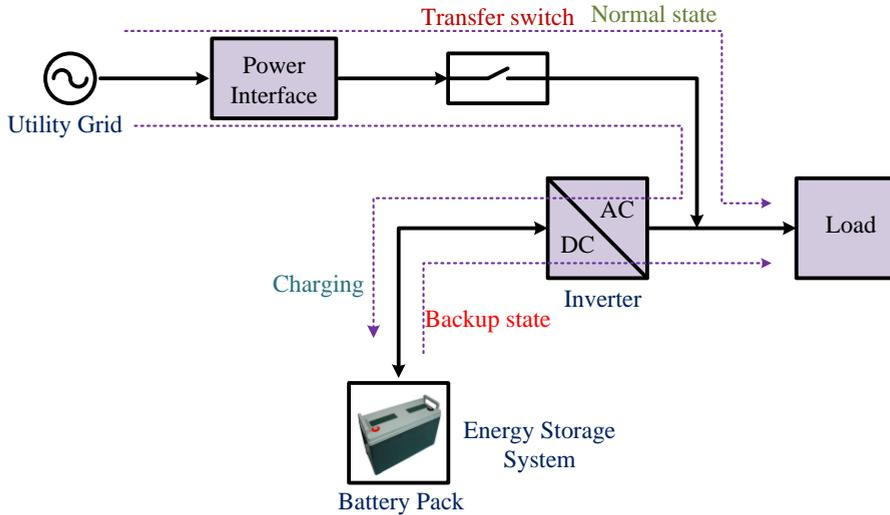 Transfer switch
Normal state
Power
Interface
Utility Grid
AC
DC
Load
Charging
Inverter
Backup state
Energy Storage
System
Battery Pack